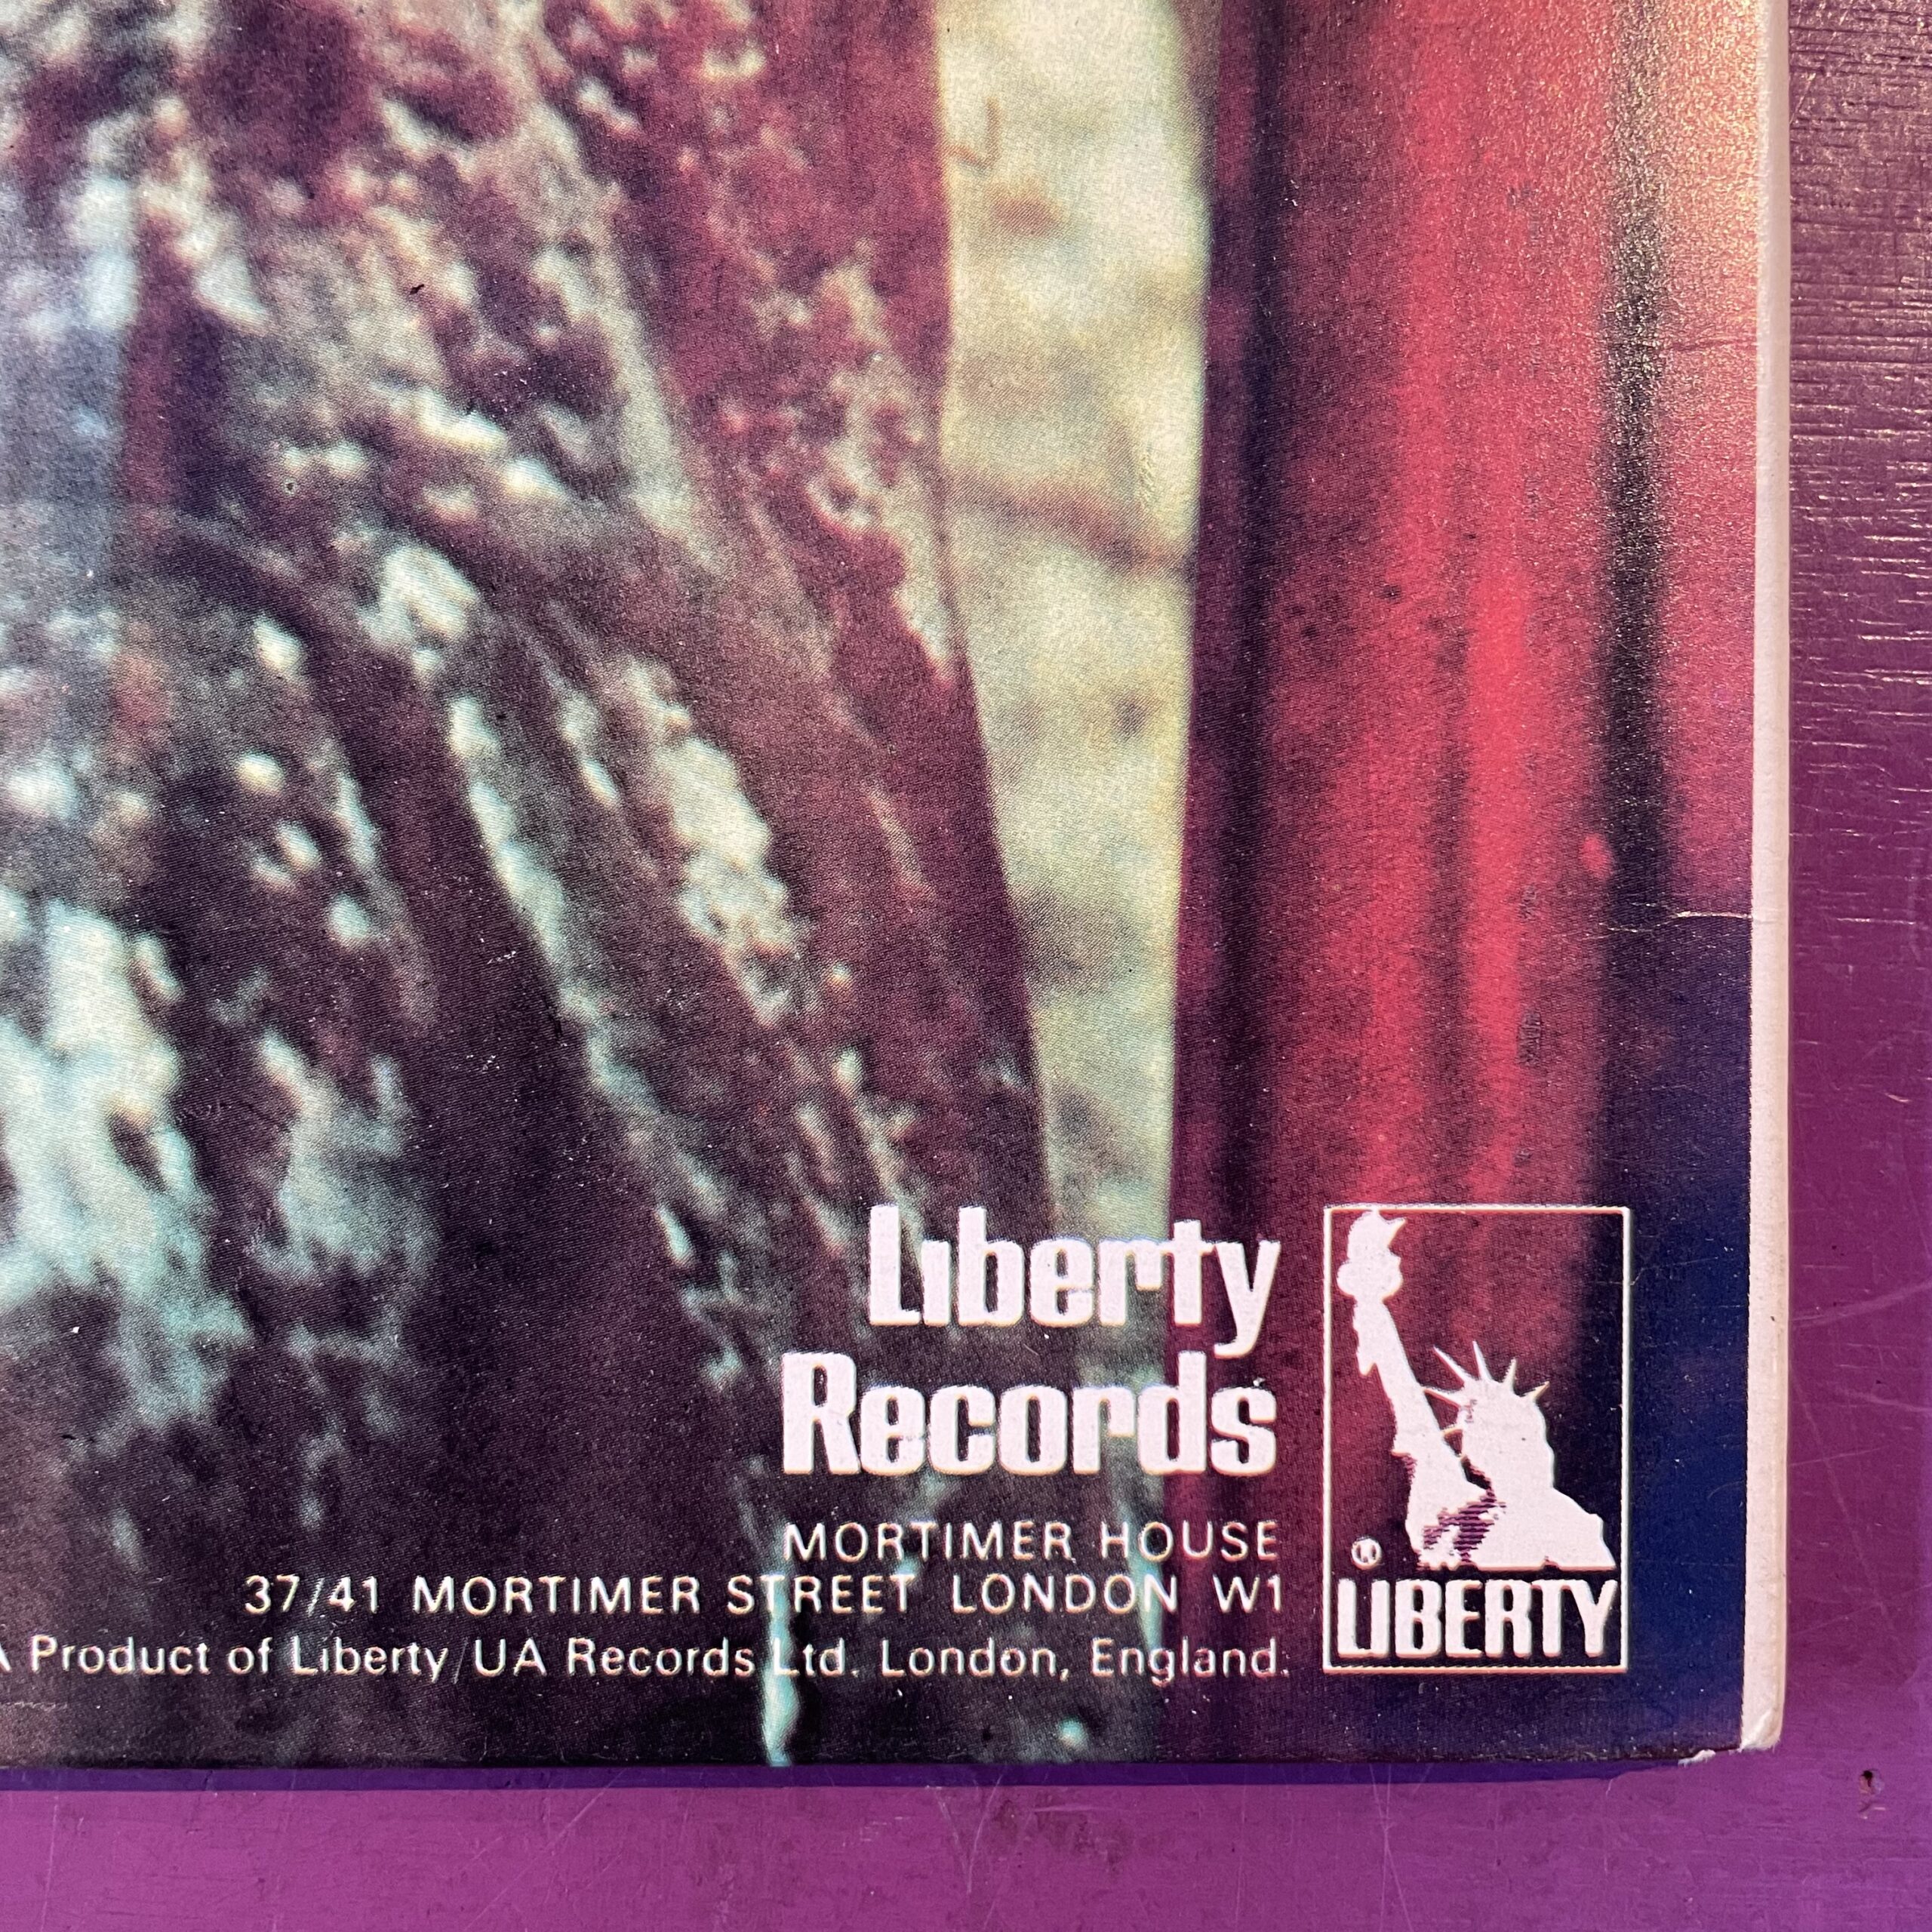 Liberty
Records
MORTIMER HOUSE
37/41 MORTIMER STREET LONDON W1
A Product of Liberty/UA Records Ltd. London, England.
®
LIBERTY